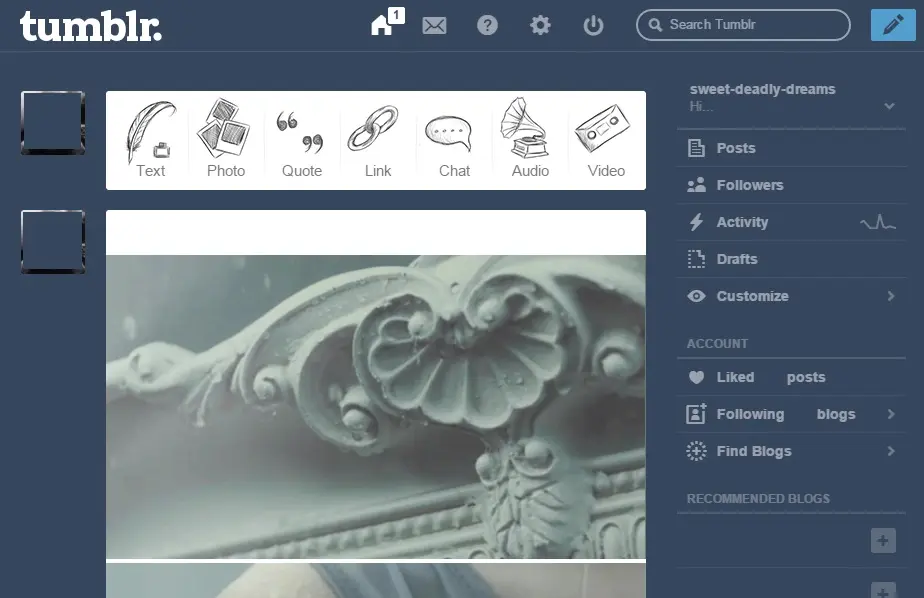 tumblr.
1
Search Tumblr
Text
Photo
Quote
Link
Chat
Audio
Video
sweet-deadly-dreams
Hi...
Posts
Followers
Activity
Drafts
Customize
ACCOUNT
Liked posts
Following blogs
Find Blogs
RECOMMENDED BLOGS